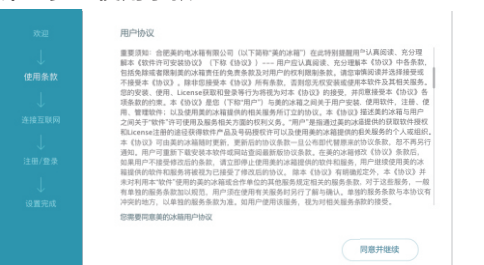 欢迎
使用条款
连接互联网
注册/登录
设置完成
用户协议
重要须知：合肥美的电冰箱有限公司（以下简称“美的冰箱”）在此特别提醒用户认真阅读、充分理
解本《软件许可安装协议》（下称《协议》）--- 用户应认真阅读、充分理解本《协议》中各条款，
包括免除或者限制美的冰箱责任的免责条款及对用户的权利限制条款。请您审慎阅读并选择接受或
不接受本《协议》。除非您接受本《协议》所有条款，否则您无权安装或使用本软件及其相关服务。
您的安装、使用、License获取和登录等行为将视为对本《协议》的接受，并同意接受本《协议》各
项条款的约束。本《协议》是您（下称“用户”）与美的冰箱之间关于用户安装、使用软件、注册、使
用、管理软件；以及使用美的冰箱提供的相关服务所订立的协议。本《协议》描述美的冰箱与用户
之间关于“软件”许可使用及服务相关方面的权利义务。“用户”是指通过美的冰箱提供的获取软件授权
和License注册的途径获得软件产品及号码授权许可以及使用美的冰箱提供的相关服务的个人或组织。
本《协议》可由美的冰箱随时更新，更新后的协议条款一旦公布即代替原来的协议条款，恕不再另行
通知。用户可重新下载安装本软件或网站查阅最新版协议条款。在美的冰箱修改《协议》条款后，
如果用户不接受修改后的条款，请立即停止使用美的冰箱提供的软件和服务，用户继续使用美的冰
箱提供的软件和服务将被视为已接受了修改后的协议。 除本《协议》有明确规定外，本《协议》并
未对利用本“软件”使用的美的冰箱或合作单位的其他服务规定相关的服务条款。对于这些服务，一般
有单独的服务条款加以规范，用户须在使用有关服务时另行了解与确认。单独的服务条款与本协议有
冲突的地方，以单独的服务条款为准。如用户使用该服务，视为对相关服务条款的接受。
您需要同意美的冰箱用户协议
同意并继续